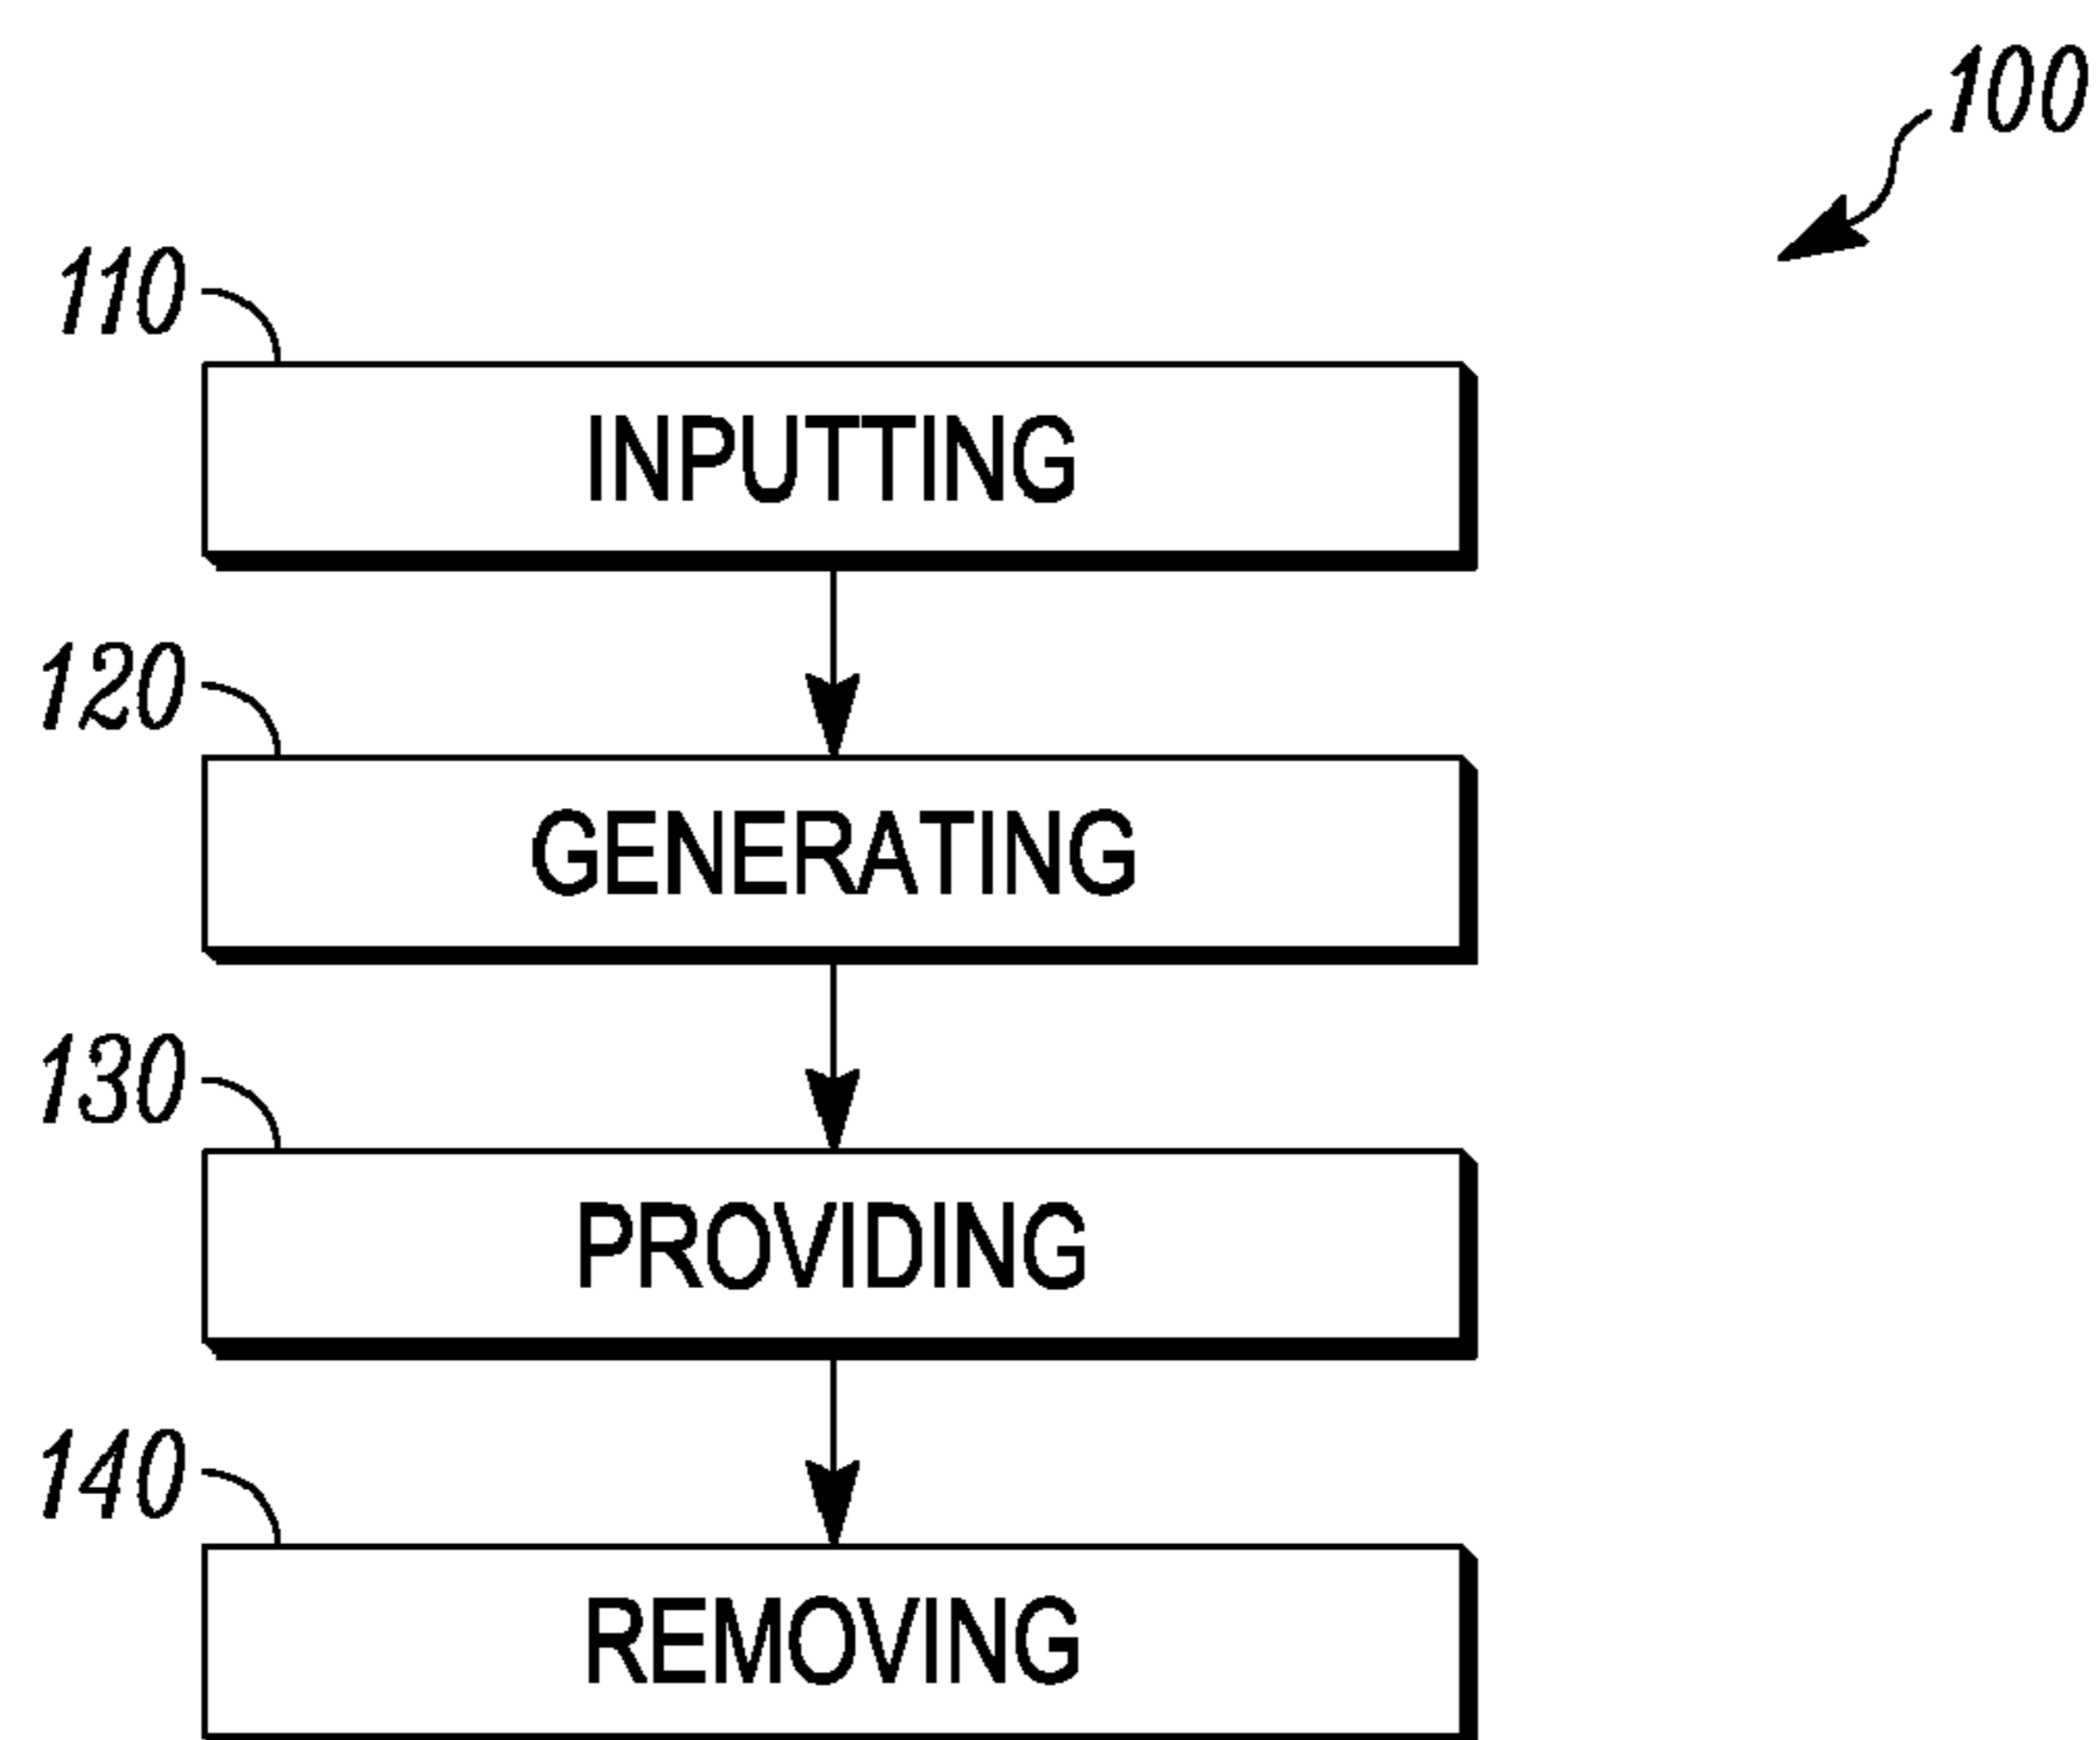 100
110
INPUTTING
120
GENERATING
130
PROVIDING
140
REMOVING